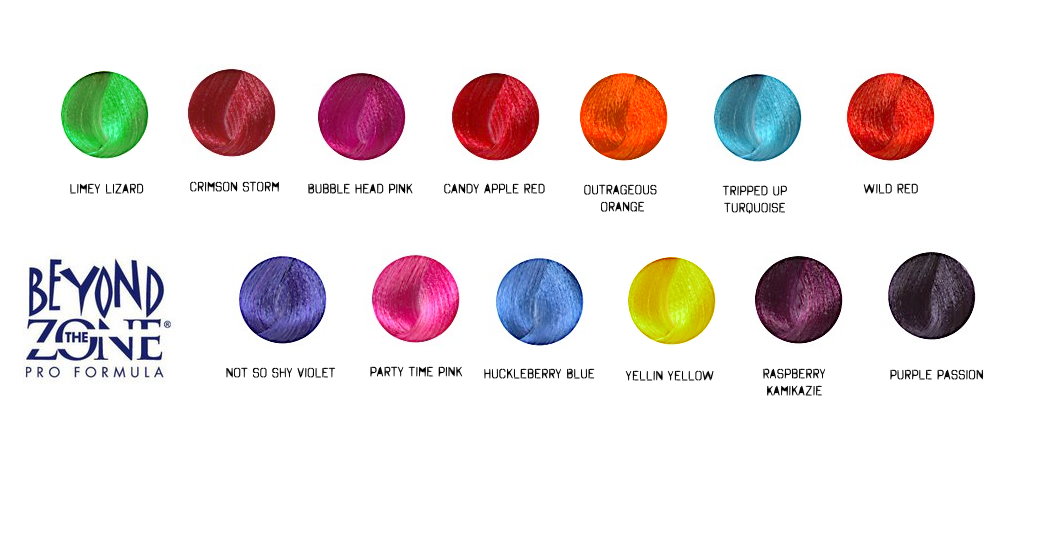 LIMEY LIZARD
CRIMSON STORM
BUBBLE HEAD PINK
CANDY APPLE RED
OUTRAGEOUS
ORANGE
TRIPPED UP
TURQUOISE
WILD RED
BEYOND
THE
ZONE®
PRO FORMULA
NOT SO SHY VIOLET
PARTY TIME PINK
HUCKLEBERRY BLUE
YELLIN YELLOW
RASPBERRY
KAMIKAZIE
PURPLE PASSION